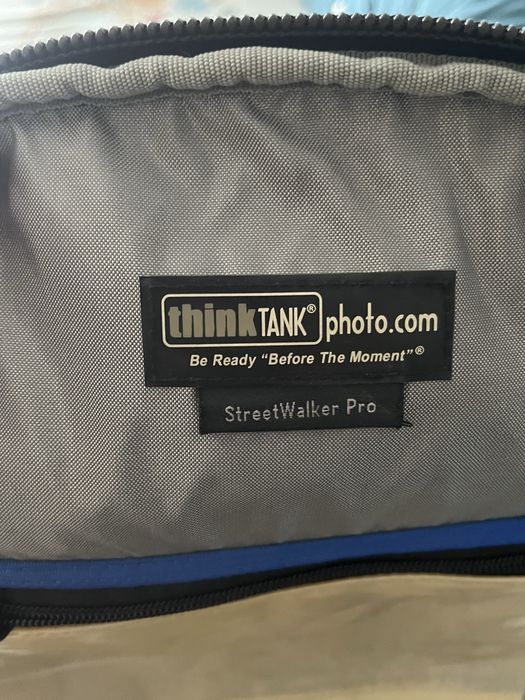 thinkTANK® photo.com
Be Ready “Before The Moment”®
StreetWalker Pro